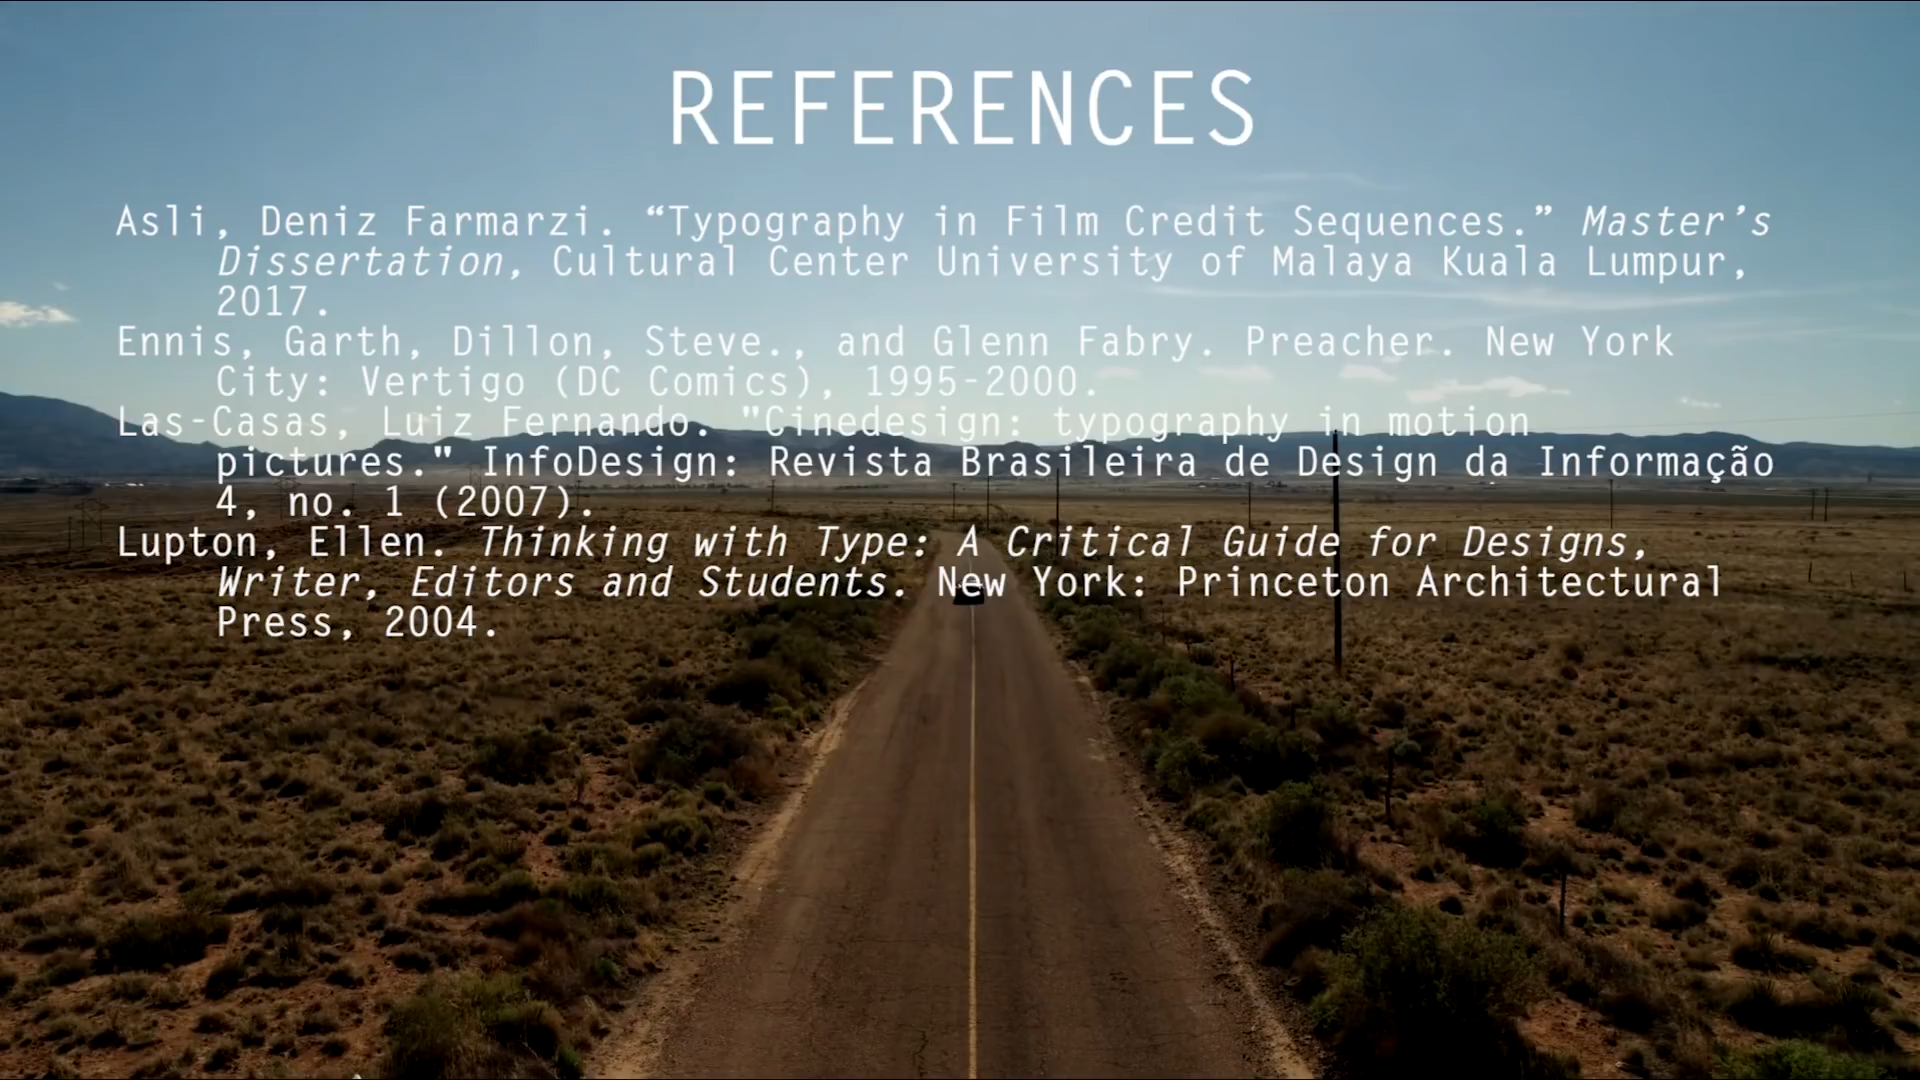 REFERENCES
Asli, Deniz Farmarzi. “Typography in Film Credit Sequences.” Master’s
Dissertation, Cultural Center University of Malaya Kuala Lumpur,
2017.
Ennis, Garth, Dillon, Steve., and Glenn Fabry. Preacher. New York
City: Vertigo (DC Comics), 1995-2000.
Las-Casas, Luiz Fernando. "Cinedesign: typography in motion
pictures." InfoDesign: Revista Brasileira de Design da Informação
4, no. 1 (2007).
Lupton, Ellen. Thinking with Type: A Critical Guide for Designs,
Writer, Editors and Students. New York: Princeton Architectural
Press, 2004.